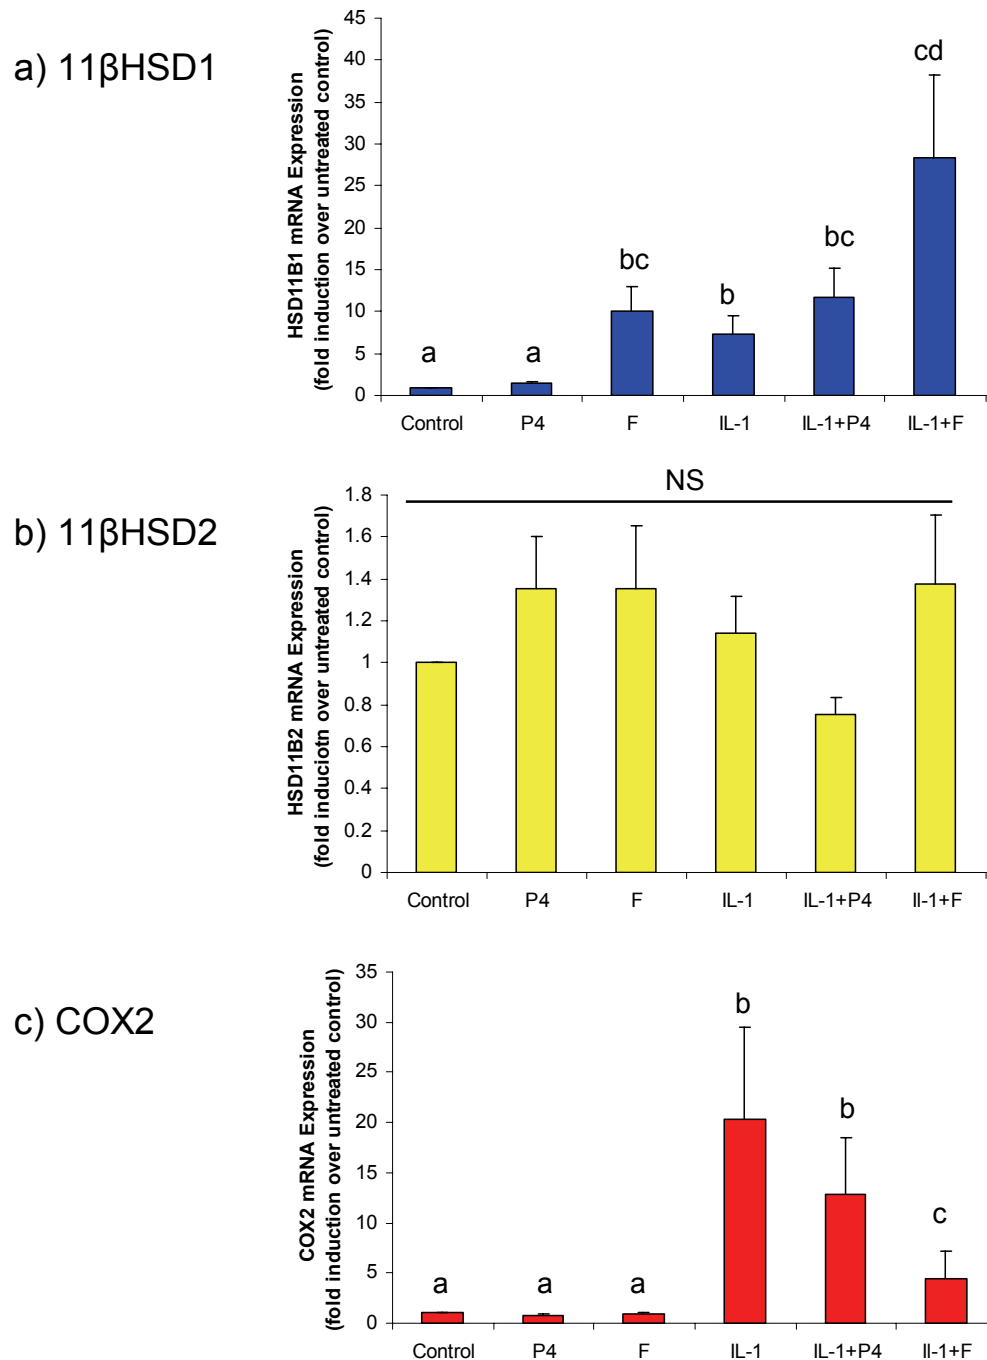 a) 11βHSD1
HSD11B1 mRNA Expression
(fold induction over untreated control)
45
40
35
30
25
20
15
10
5
0
a
a
bc
b
bc
cd
Control
P4
F
IL-1
IL-1+P4
IL-1+F
b) 11βHSD2
HSD11B2 mRNA Expression
(fold induciotn over untreated control)
NS
1.8
1.6
1.4
1.2
1
0.8
0.6
0.4
0.2
0
Control
P4
F
IL-1
IL-1+P4
Il-1+F
c) COX2
COX2 mRNA Expression
(fold induction over untreated control)
35
30
25
20
15
10
5
0
a
a
a
b
b
c
Control
P4
F
IL-1
IL-1+P4
Il-1+F